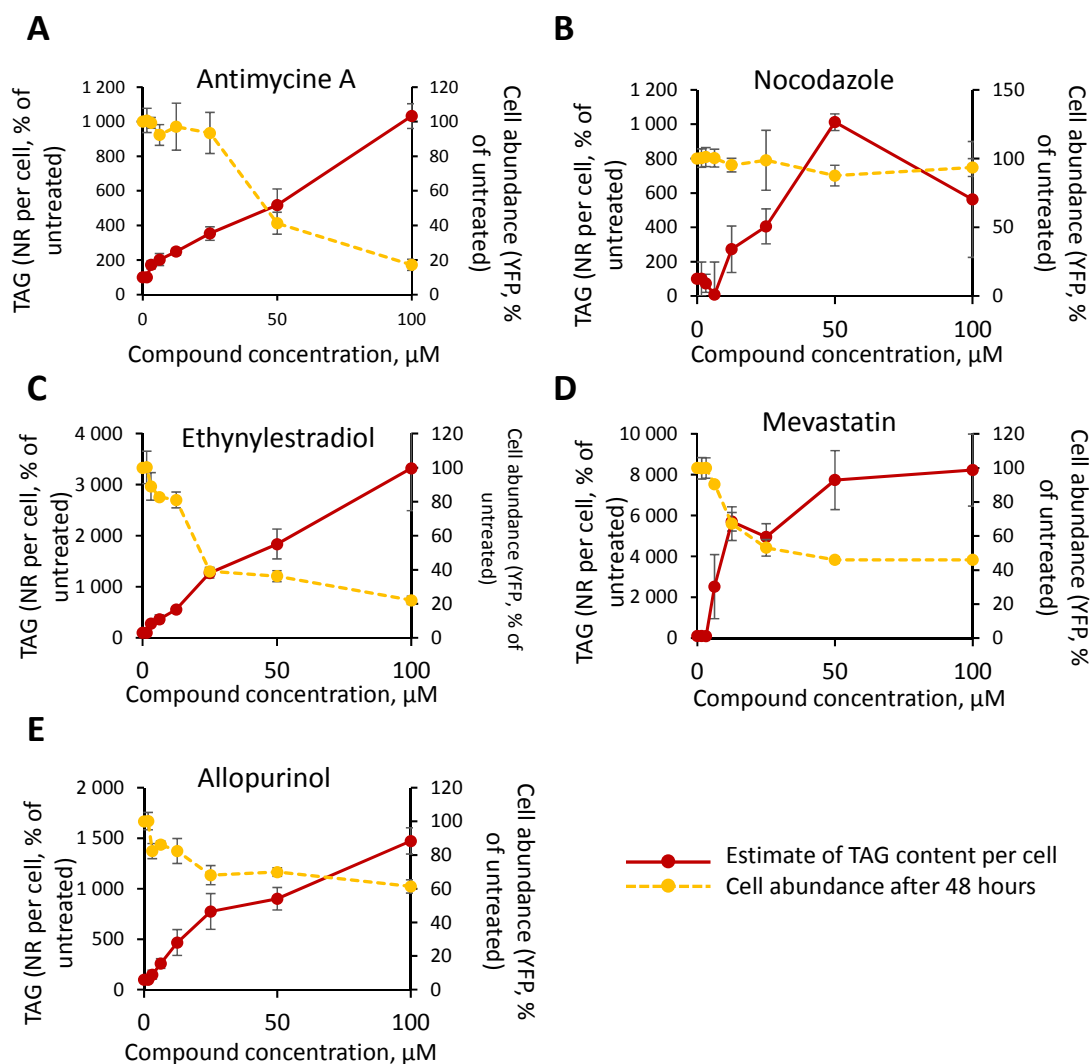 A
Antimycine A
TAG (NR per cell, % of
untreated)
1 200
1 000
800
600
400
200
0
120
100
80
60
40
20
0
Cell abundance (YFP, %
of untreated)
0 50 100
Compound concentration, µM
B
Nocodazole
TAG (NR per cell, % of
untreated)
1 200
1 000
800
600
400
200
0
150
100
50
0
Cell abundance (YFP, %
of untreated)
0 50 100
Compound concentration, µM
C
Ethynylestradiol
TAG (NR per cell, % of
untreated)
4 000
3 000
2 000
1 000
0
120
100
80
60
40
20
0
Cell abundance (YFP, % of
untreated)
0 50 100
Compound concentration, µM
D
Mevastatin
TAG (NR per cell, % of
untreated)
10 000
8 000
6 000
4 000
2 000
0
120
100
80
60
40
20
0
Cell abundance (YFP, %
of untreated)
0 50 100
Compound concentration, µM
E
Allopurinol
TAG (NR per cell, % of
untreated)
2 000
1 500
1 000
500
0
120
100
80
60
40
20
0
Cell abundance (YFP, %
of untreated)
0 50 100
Compound concentration, µM
Estimate of TAG content per cell
Cell abundance after 48 hours